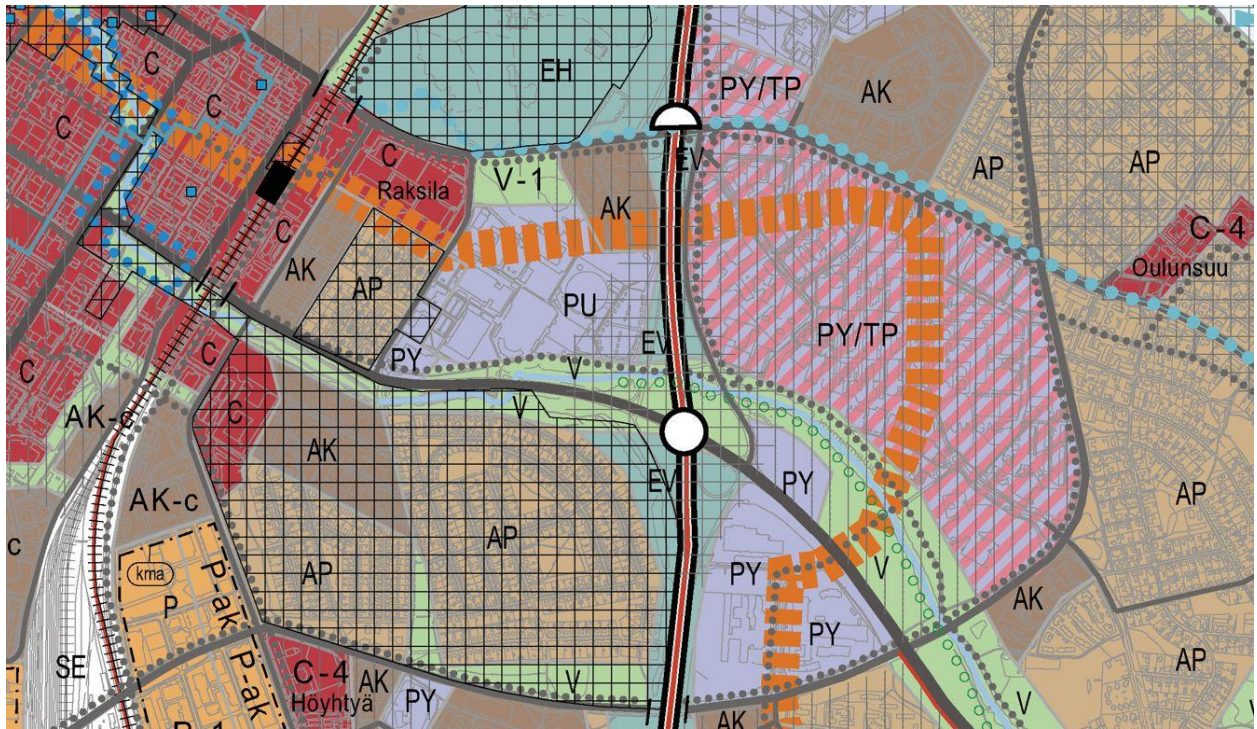 EH
PY/TP
AK
C
C
C
AP
AP
V-1
EV
C
Raksila
C
AK
C-4
Oulunsuu
C
AK
AP
PU
PY/TP
EV
C
C
PY
V
V
AK-c
C
AK
EV
PY
AP
AK-c
AP
c
kma
P
P-ak
AP
PY
V
PY
AK
SE
P-ak
C-4
Höyhtyä
AK
PY
V
AP
V
AK